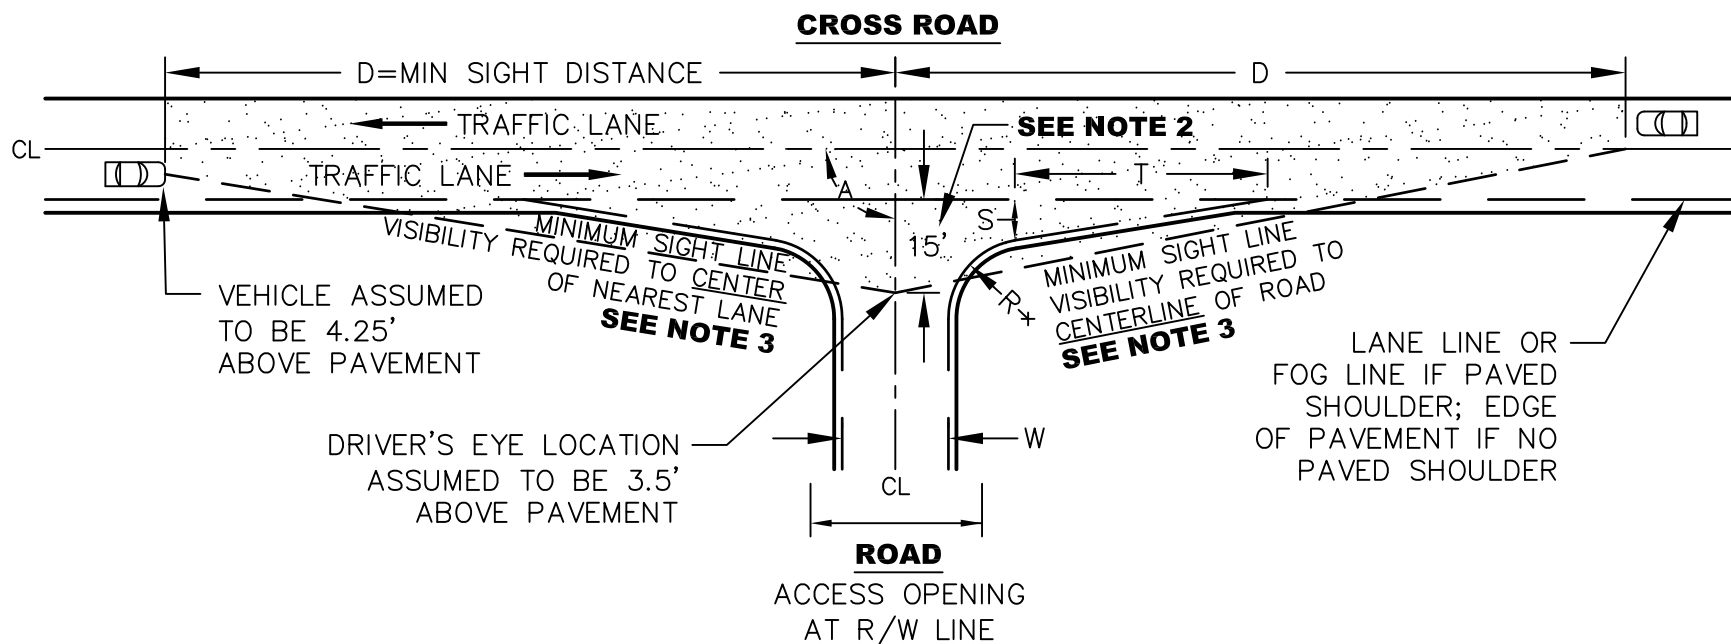 CROSS ROAD
D=MIN SIGHT DISTANCE
D
TRAFFIC LANE
SEE NOTE 2
CL
TRAFFIC LANE
T
A
S
15'
MINIMUM SIGHT LINE
VISIBILITY REQUIRED TO CENTER
OF NEAREST LANE
SEE NOTE 3
MINIMUM SIGHT LINE
VISIBILITY REQUIRED TO
CENTERLINE OF ROAD
SEE NOTE 3
R
VEHICLE ASSUMED
TO BE 4.25'
ABOVE PAVEMENT
LANE LINE OR
FOG LINE IF PAVED
SHOULDER; EDGE
OF PAVEMENT IF NO
PAVED SHOULDER
DRIVER'S EYE LOCATION
ASSUMED TO BE 3.5'
ABOVE PAVEMENT
W
CL
ROAD
ACCESS OPENING
AT R/W LINE